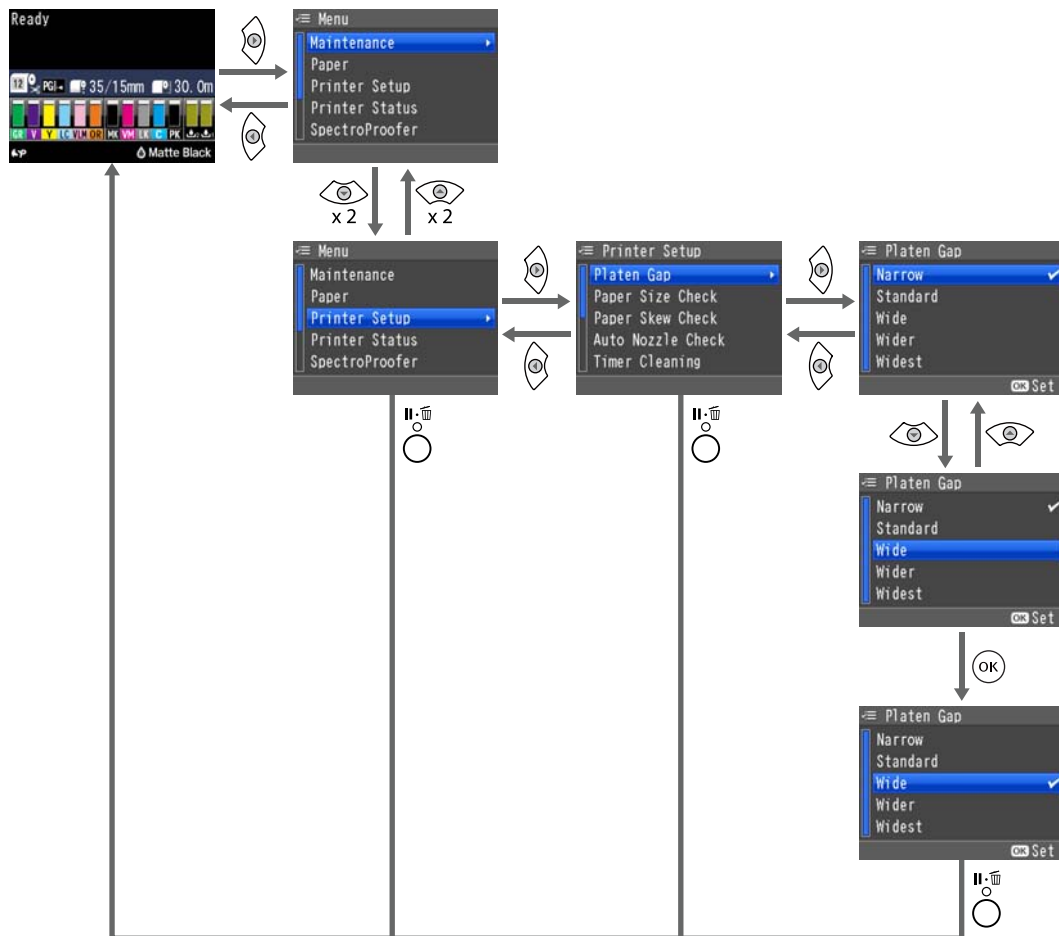 Ready
12 PG 35/15mm 30.0m
GR V Y LC VLM OR MK VM LK C PK 2 1
Matte Black
Menu
Maintenance
Paper
Printer Setup
Printer Status
SpectroProofer
x 2
x 2
Menu
Maintenance
Paper
Printer Setup
Printer Status
SpectroProofer
Printer Setup
Platen Gap
Paper Size Check
Paper Skew Check
Auto Nozzle Check
Timer Cleaning
Platen Gap
Narrow
Standard
Wide
Wider
Widest
OK Set
Platen Gap
Narrow
Standard
Wide
Wider
Widest
OK Set
OK
Platen Gap
Narrow
Standard
Wide
Wider
Widest
OK Set